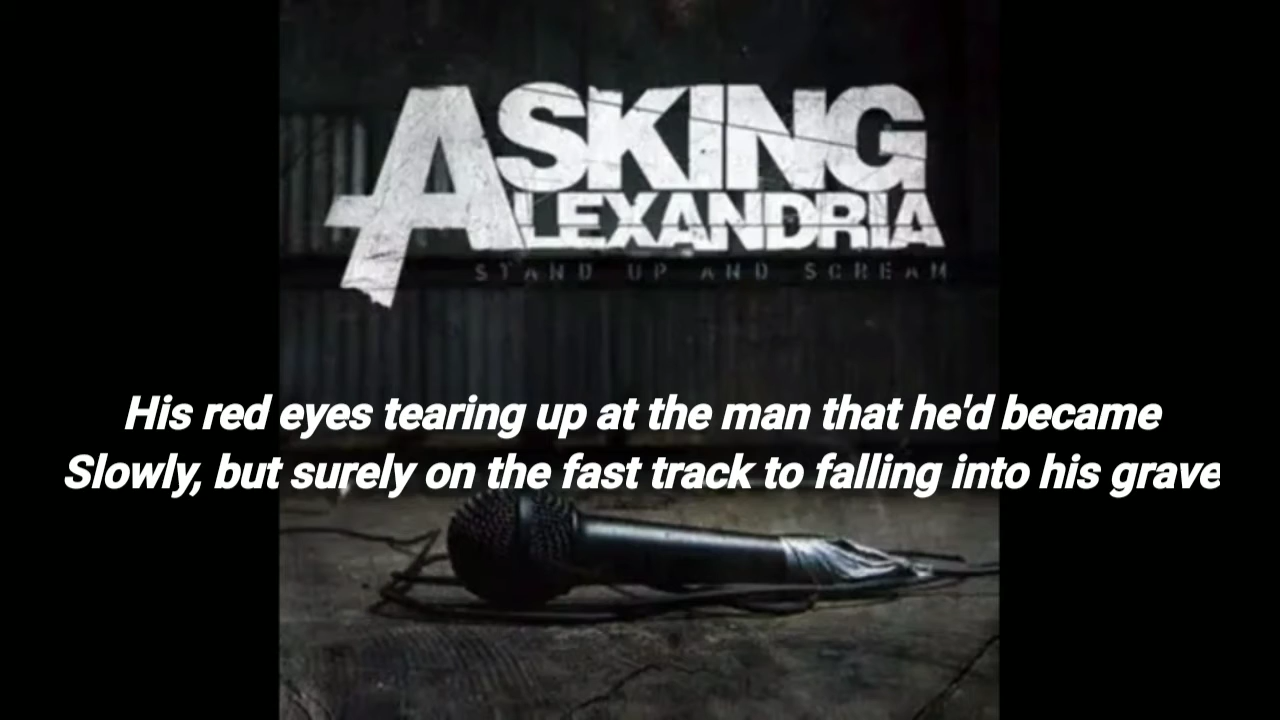 ASKING
ALEXANDRIA
STAND UP AND SCREAM
His red eyes tearing up at the man that he'd became
Slowly, but surely on the fast track to falling into his grave